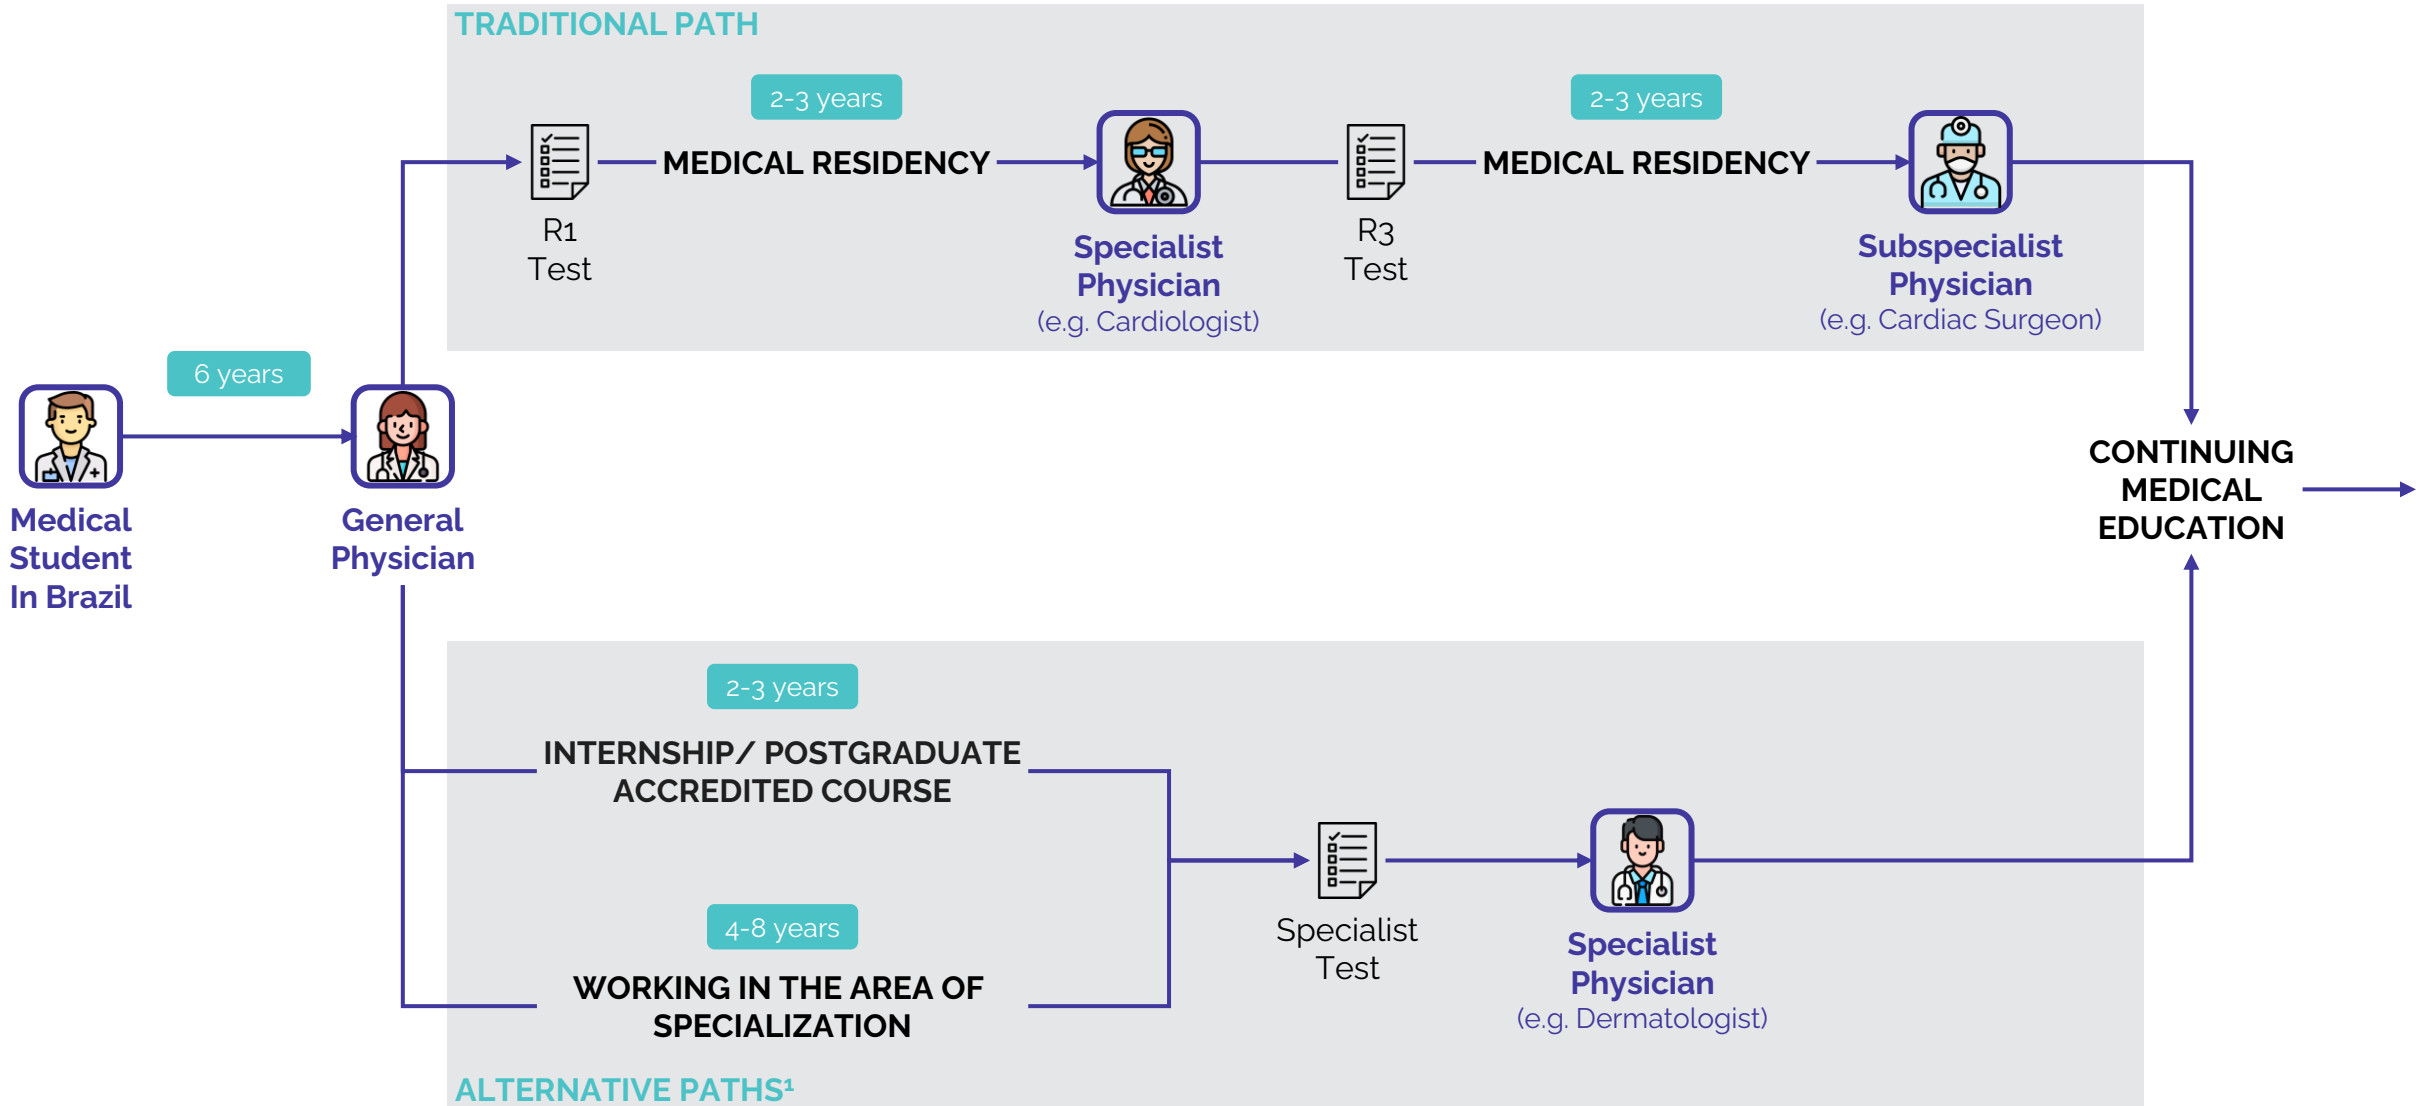 TRADITIONAL PATH
2-3 years
2-3 years
MEDICAL RESIDENCY
MEDICAL RESIDENCY
R1
Test
Specialist
Physician
(e.g. Cardiologist)
R3
Test
Subspecialist
Physician
(e.g. Cardiac Surgeon)
6 years
Medical
Student
In Brazil
General
Physician
CONTINUING
MEDICAL
EDUCATION
2-3 years
INTERNSHIP/ POSTGRADUATE
ACCREDITED COURSE
4-8 years
WORKING IN THE AREA OF
SPECIALIZATION
Specialist
Test
Specialist
Physician
(e.g. Dermatologist)
ALTERNATIVE PATHS¹